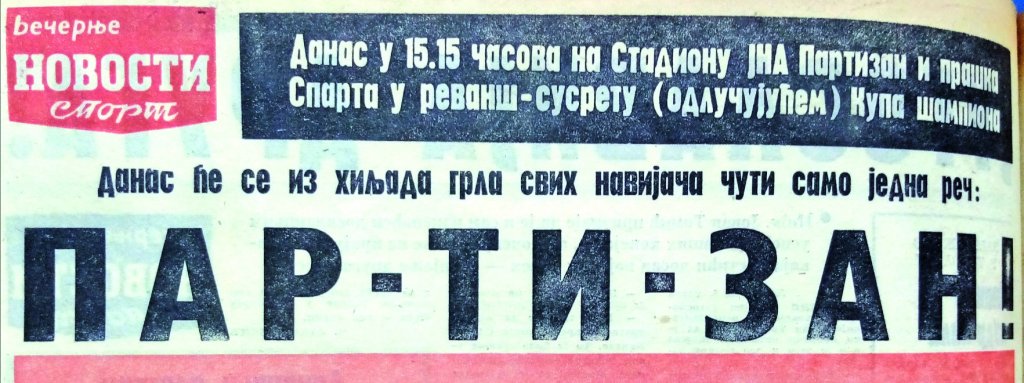 Вечерње
НОВОСТИ
спорт
Данас у 15.15 часова на Стадиону ЈНА Партизан и прашка
Спарта у реванш-сусрету (одлучујућем) Купа шампиона
Данас ће се из хиљада грла свих навијача чути само једна реч:
ПАР-ТИ-ЗАН!